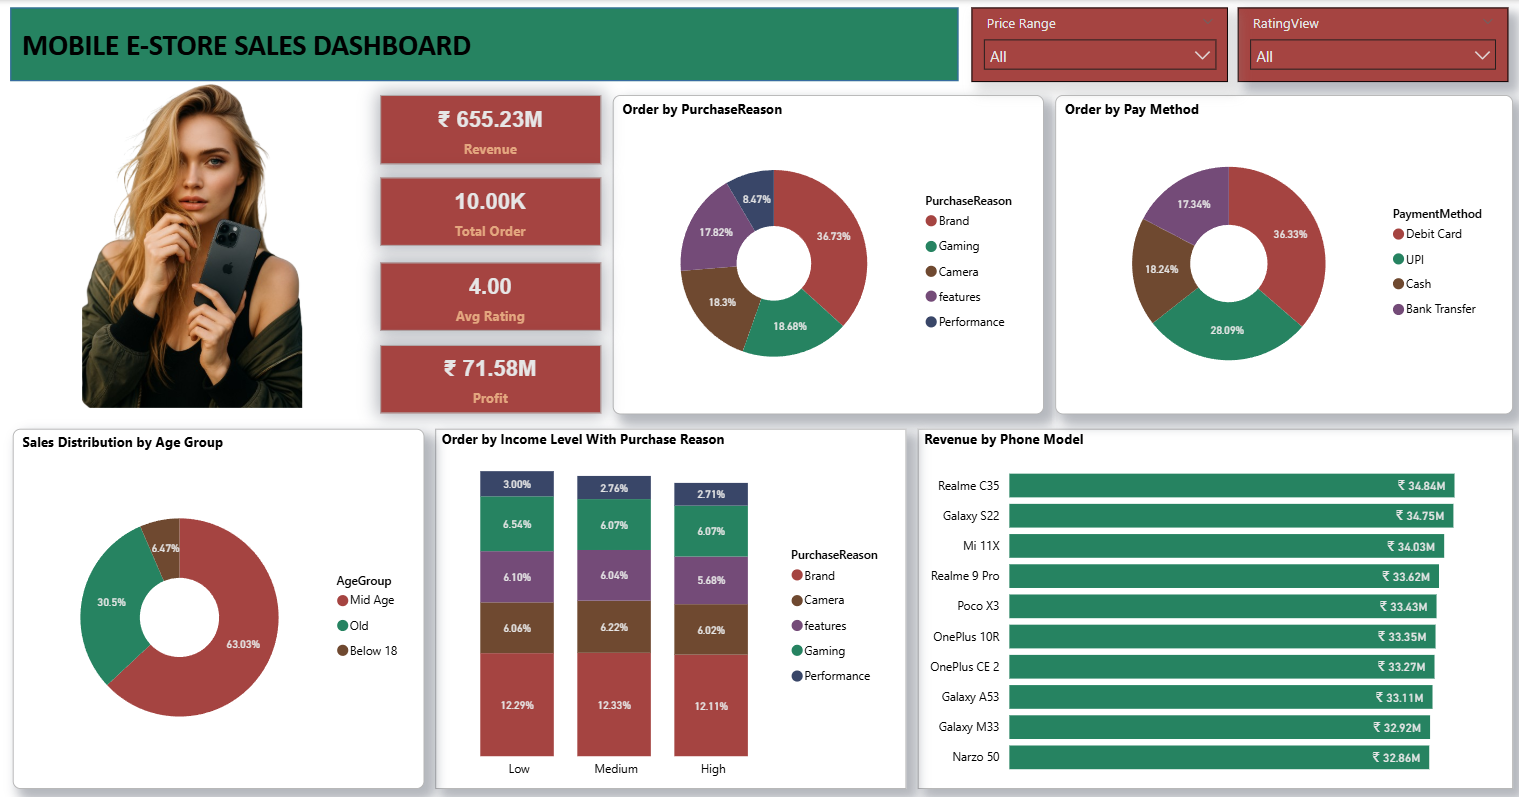 MOBILE E-STORE SALES DASHBOARD
Price Range
All
RatingView
All
₹ 655.23M
Revenue
10.00K
Total Order
4.00
Avg Rating
₹ 71.58M
Profit
Order by PurchaseReason
8.47%
36.73%
17.82%
18.3%
18.68%
PurchaseReason
Brand
Gaming
Camera
features
Performance
Order by Pay Method
17.34%
36.33%
18.24%
28.09%
PaymentMethod
Debit Card
UPI
Cash
Bank Transfer
Sales Distribution by Age Group
6.47%
30.5%
63.03%
AgeGroup
Mid Age
Old
Below 18
Order by Income Level With Purchase Reason
3.00% 2.76% 2.71%
6.54% 6.07% 6.07%
6.10% 6.04% 5.68%
6.06% 6.22% 6.02%
12.29% 12.33% 12.11%
Low Medium High
PurchaseReason
Brand
Camera
features
Gaming
Performance
Revenue by Phone Model
Realme C35 ₹ 34.84M
Galaxy S22 ₹ 34.75M
Mi 11X ₹ 34.03M
Realme 9 Pro ₹ 33.62M
Poco X3 ₹ 33.43M
OnePlus 10R ₹ 33.35M
OnePlus CE 2 ₹ 33.27M
Galaxy A53 ₹ 33.11M
Galaxy M33 ₹ 32.92M
Narzo 50 ₹ 32.86M